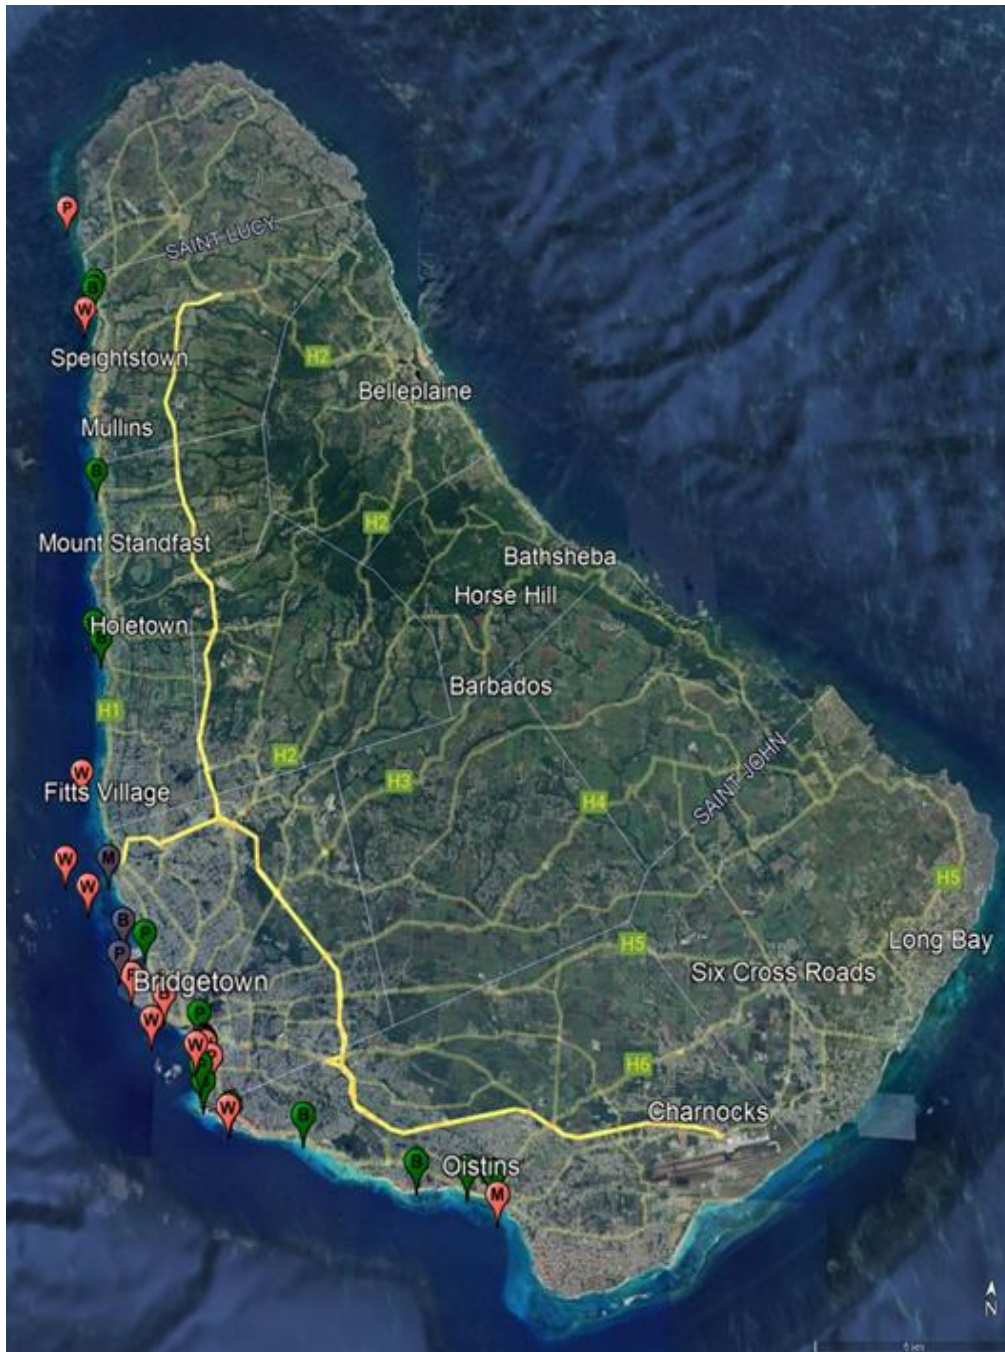 P
SAINT LUCY
B
W
Speightstown
H2
Belleplaine
Mullins
B
H2
Mount Standfast
Bathsheba
Horse Hill
Holetown
Barbados
H1
H2
SAINT JOHN
W
H3
Fitts Village
H4
W
M
W
H5
B
P
P
Long Bay
H5
P
Bridgetown
Six Cross Roads
B
P
W
W
P
H6
W
B
Charnocks
B
Oistins
M
N